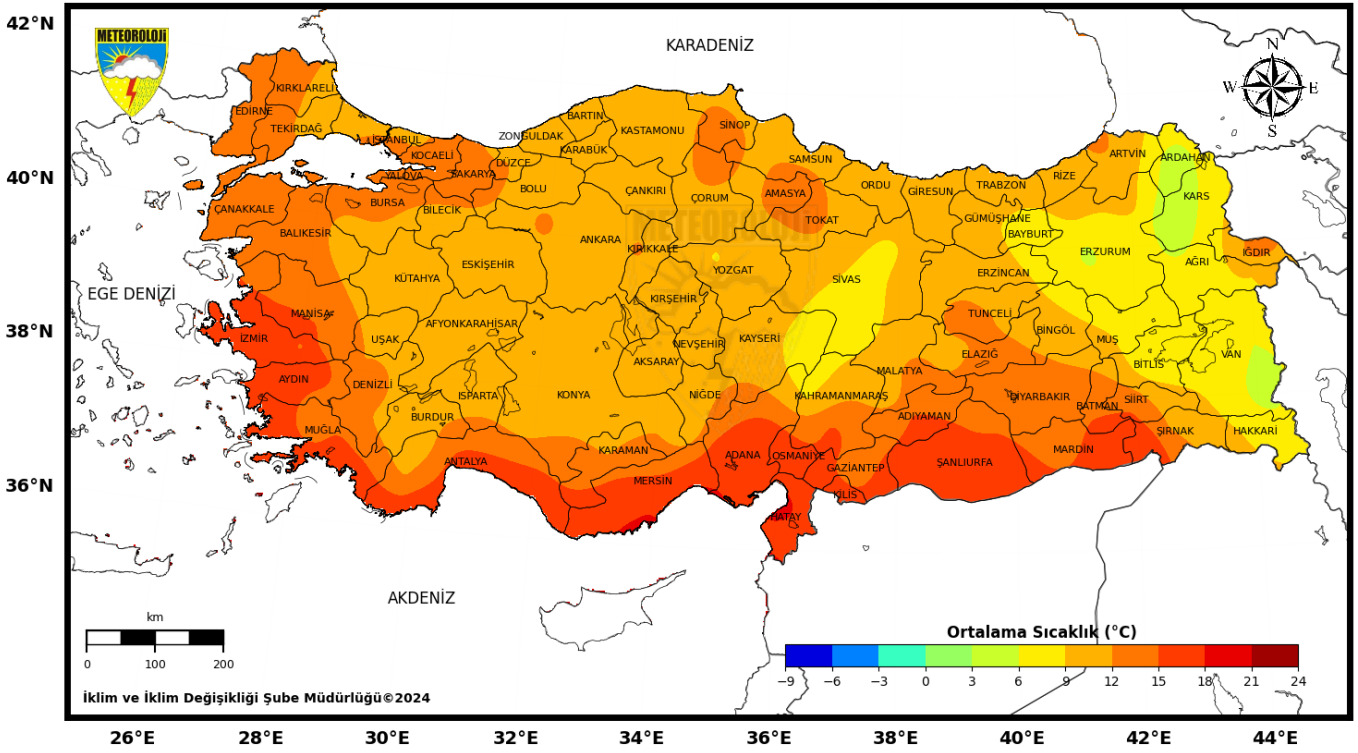 42°N
40°N
38°N
36°N
METEOROLOJİ
KARADENİZ
N
W E
S
KIRKLARELİ
EDİRNE
TEKİRDAĞ
İSTANBUL
KOCAELİ
YALOVA
SAKARYA
DÜZCE
ZONGULDAK
BARTIN
KARABÜK
KASTAMONU
SİNOP
SAMSUN
ORDU
GİRESUN
TRABZON
RİZE
ARTVİN
ARDAHAN
KARS
ÇANAKKALE
BURSA
BİLECİK
BOLU
ÇANKIRI
ÇORUM
AMASYA
TOKAT
GÜMÜŞHANE
BAYBURT
ERZURUM
AĞRI
IĞDIR
METEOROLOJİ
BALIKESİR
KÜTAHYA
ESKİŞEHİR
ANKARA
KIRIKKALE
YOZGAT
SİVAS
ERZİNCAN
EGE DENİZİ
MANİSA
İZMİR
UŞAK
AFYONKARAHİSAR
KIRŞEHİR
NEVŞEHİR
KAYSERİ
TUNCELİ
BİNGÖL
MUŞ
BİTLİS
VAN
ELAZIĞ
MALATYA
AYDIN
DENİZLİ
ISPARTA
KONYA
AKSARAY
NİĞDE
KAHRAMANMARAŞ
ADIYAMAN
DİYARBAKIR
BATMAN
SİİRT
ŞIRNAK
HAKKARİ
MUĞLA
BURDUR
ANTALYA
KARAMAN
MERSİN
ADANA
OSMANİYE
GAZİANTEP
KİLİS
HATAY
ŞANLIURFA
MARDİN
AKDENİZ
km
0 100 200
Ortalama Sıcaklık (°C)
−9 −6 −3 0 3 6 9 12 15 18 21 24
İklim ve İklim Değişikliği Şube Müdürlüğü©2024
26°E 28°E 30°E 32°E 34°E 36°E 38°E 40°E 42°E 44°E